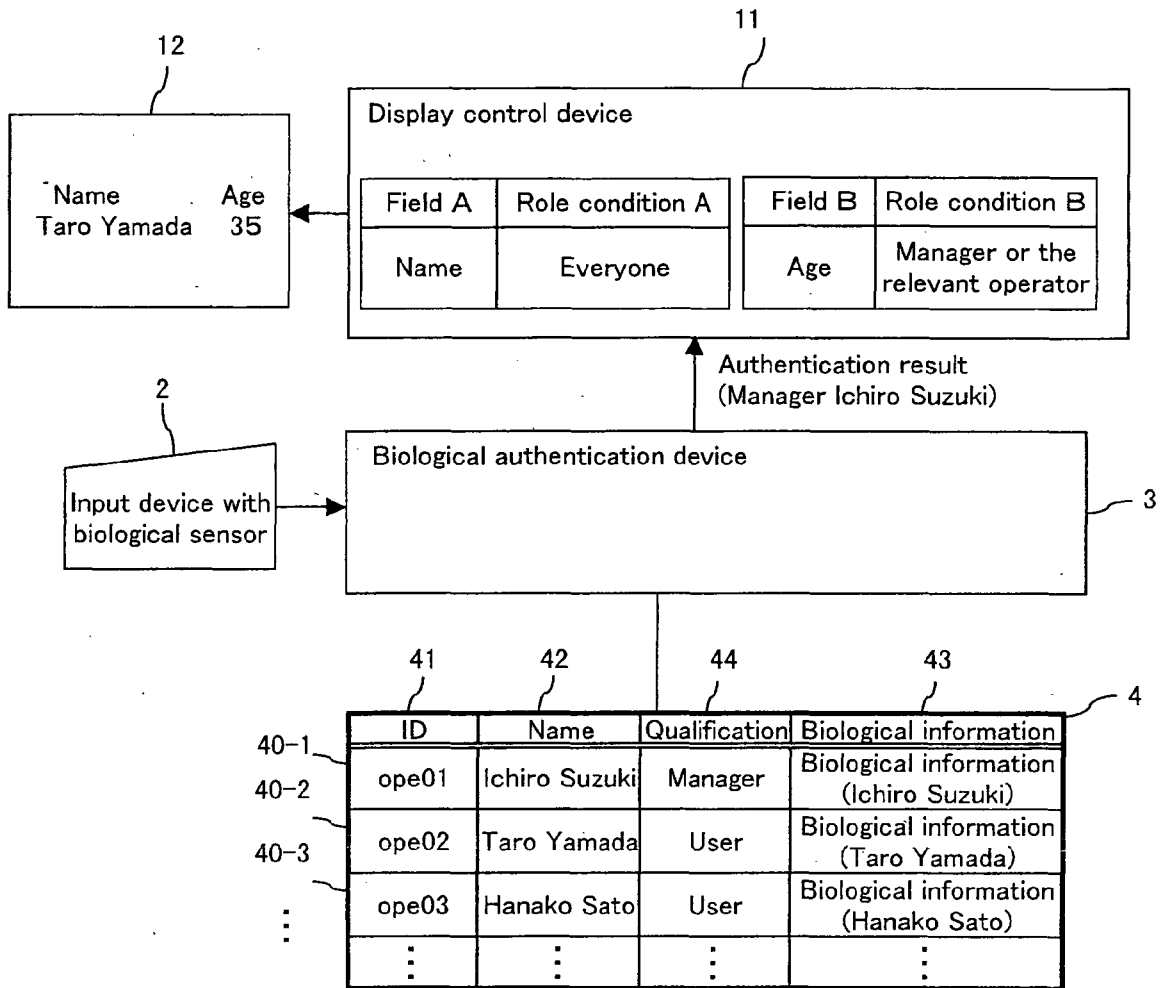 12
11
Display control device
Name Age
Taro Yamada 35
Field A Role condition A
Name Everyone
Field B Role condition B
Age Manager or the
relevant operator
Authentication result
(Manager Ichiro Suzuki)
2
Input device with
biological sensor
Biological authentication device
3
41 42 44 43
4
ID Name Qualification Biological information
40-1
ope01 Ichiro Suzuki Manager Biological information
(Ichiro Suzuki)
40-2
ope02 Taro Yamada User Biological information
(Taro Yamada)
40-3
ope03 Hanako Sato User Biological information
(Hanako Sato)